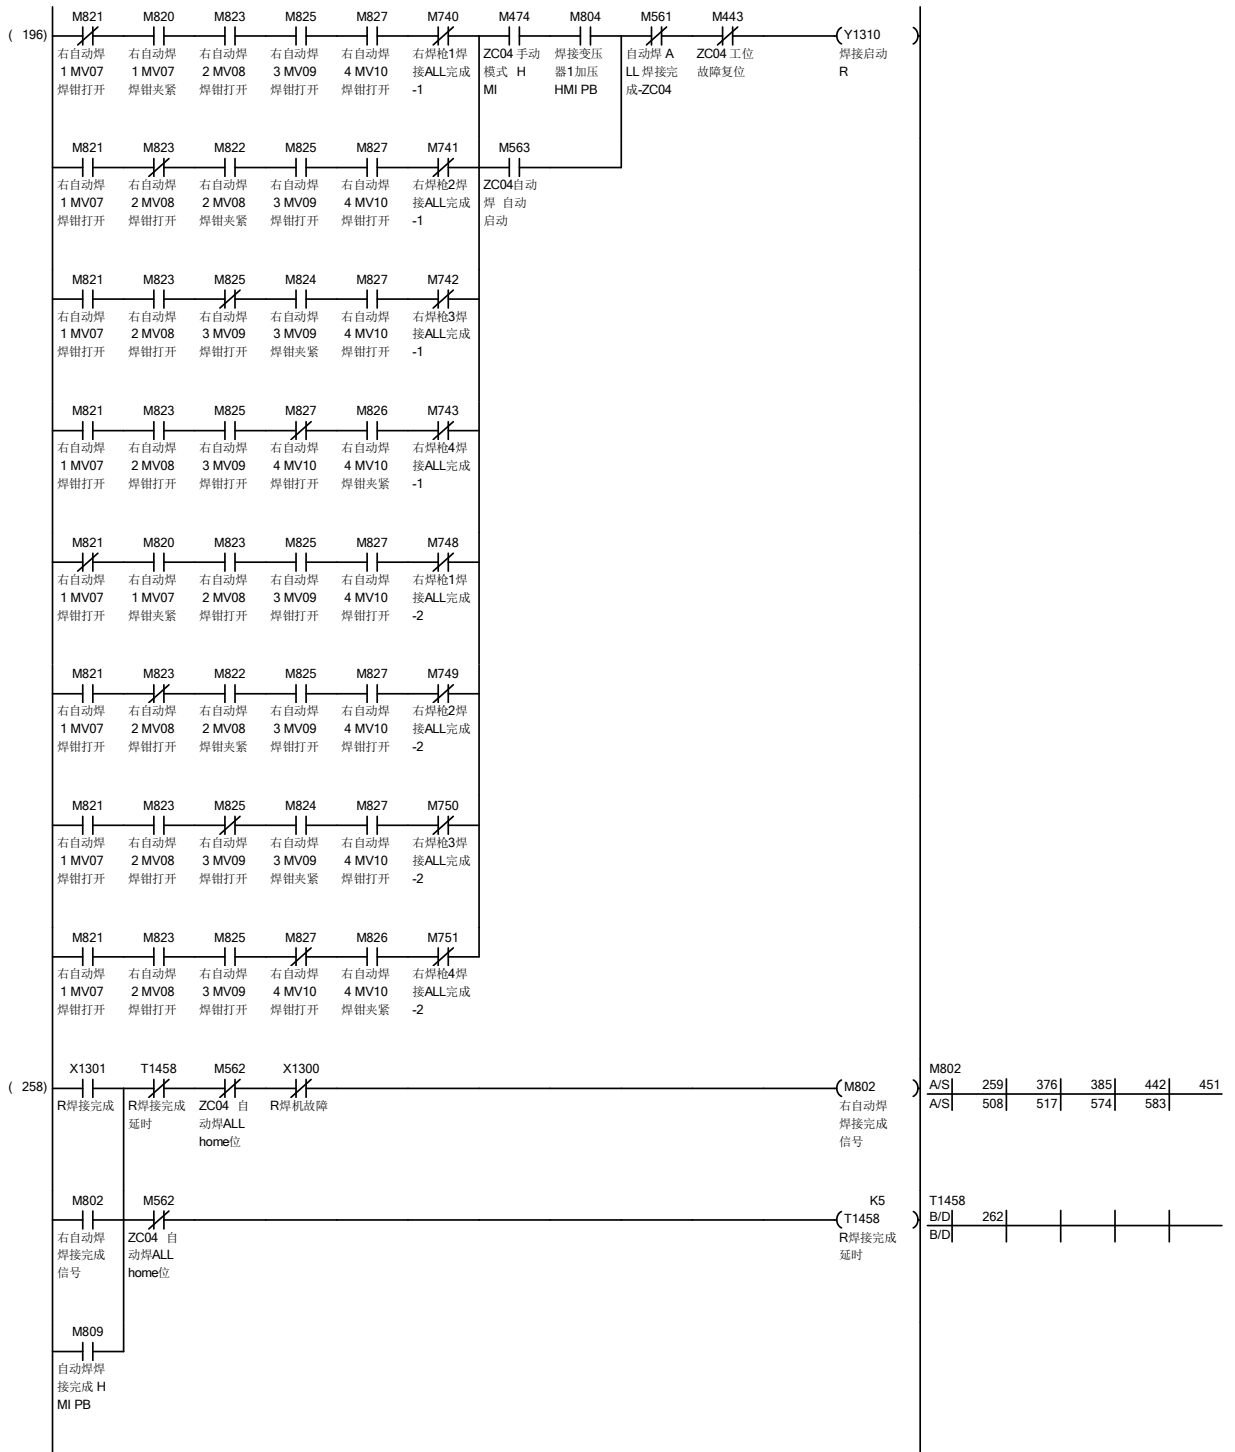 M821 M820 M823 M825 M827 M740 M474 M804 M561 M443
( 196) (Y1310 )
右自动焊 右自动焊 右自动焊 右自动焊 右自动焊 右焊枪1焊 ZC04 手动 焊接变压 自动焊 A ZC04 工位 焊接启动
1 MV07 1 MV07 2 MV08 3 MV09 4 MV10 接ALL完成 模式 H 器1加压 LL 焊接完 故障复位 R
焊钳打开 焊钳夹紧 焊钳打开 焊钳打开 焊钳打开 -1 MI HMI PB 成-ZC04
M821 M823 M822 M825 M827 M741 M563
右自动焊 右自动焊 右自动焊 右自动焊 右自动焊 右焊枪2焊 ZC04自动
1 MV07 2 MV08 2 MV08 3 MV09 4 MV10 接ALL完成 焊 自动
焊钳打开 焊钳打开 焊钳夹紧 焊钳打开 焊钳打开 -1 启动
M821 M823 M825 M824 M827 M742
右自动焊 右自动焊 右自动焊 右自动焊 右自动焊 右焊枪3焊
1 MV07 2 MV08 3 MV09 3 MV09 4 MV10 接ALL完成
焊钳打开 焊钳打开 焊钳打开 焊钳夹紧 焊钳打开 -1
M821 M823 M825 M827 M826 M743
右自动焊 右自动焊 右自动焊 右自动焊 右自动焊 右焊枪4焊
1 MV07 2 MV08 3 MV09 4 MV10 4 MV10 接ALL完成
焊钳打开 焊钳打开 焊钳打开 焊钳打开 焊钳夹紧 -1
M821 M820 M823 M825 M827 M748
右自动焊 右自动焊 右自动焊 右自动焊 右自动焊 右焊枪1焊
1 MV07 1 MV07 2 MV08 3 MV09 4 MV10 接ALL完成
焊钳打开 焊钳夹紧 焊钳打开 焊钳打开 焊钳打开 -2
M821 M823 M822 M825 M827 M749
右自动焊 右自动焊 右自动焊 右自动焊 右自动焊 右焊枪2焊
1 MV07 2 MV08 2 MV08 3 MV09 4 MV10 接ALL完成
焊钳打开 焊钳打开 焊钳夹紧 焊钳打开 焊钳打开 -2
M821 M823 M825 M824 M827 M750
右自动焊 右自动焊 右自动焊 右自动焊 右自动焊 右焊枪3焊
1 MV07 2 MV08 3 MV09 3 MV09 4 MV10 接ALL完成
焊钳打开 焊钳打开 焊钳打开 焊钳夹紧 焊钳打开 -2
M821 M823 M825 M827 M826 M751
右自动焊 右自动焊 右自动焊 右自动焊 右自动焊 右焊枪4焊
1 MV07 2 MV08 3 MV09 4 MV10 4 MV10 接ALL完成
焊钳打开 焊钳打开 焊钳打开 焊钳打开 焊钳夹紧 -2
X1301 T1458 M562 X1300 M802
( 258) (M802 ) A/S 259 376 385 442 451
R焊接完成 R焊接完成 ZC04 自 R焊机故障 右自动焊 A/S 508 517 574 583
延时 动焊ALL 焊接完成
home位 信号
M802 M562 K5 T1458
(T1458 ) B/D 262
右自动焊 ZC04 自 R焊接完成 B/D
焊接完成 动焊ALL 延时
信号 home位
M809
自动焊焊
接完成 H
MI PB